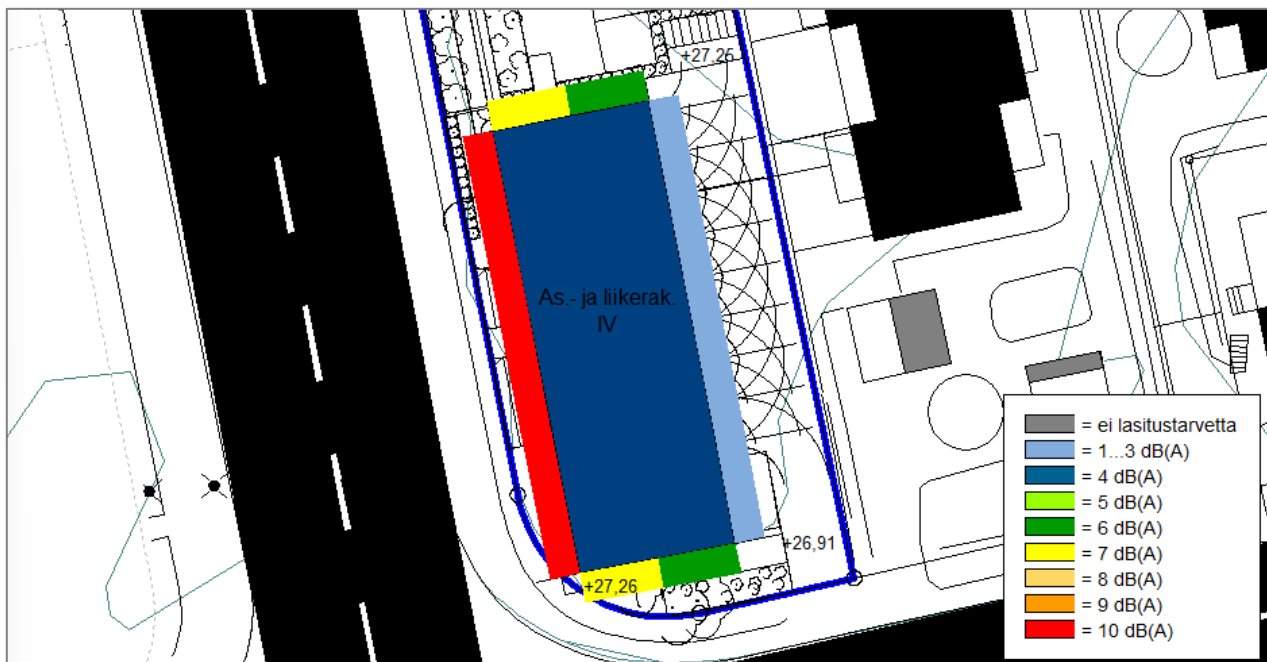 +27,25
As.- ja liikerak.
IV
+26,91
+27,26
= ei lasitustarvetta
= 1...3 dB(A)
= 4 dB(A)
= 5 dB(A)
= 6 dB(A)
= 7 dB(A)
= 8 dB(A)
= 9 dB(A)
= 10 dB(A)